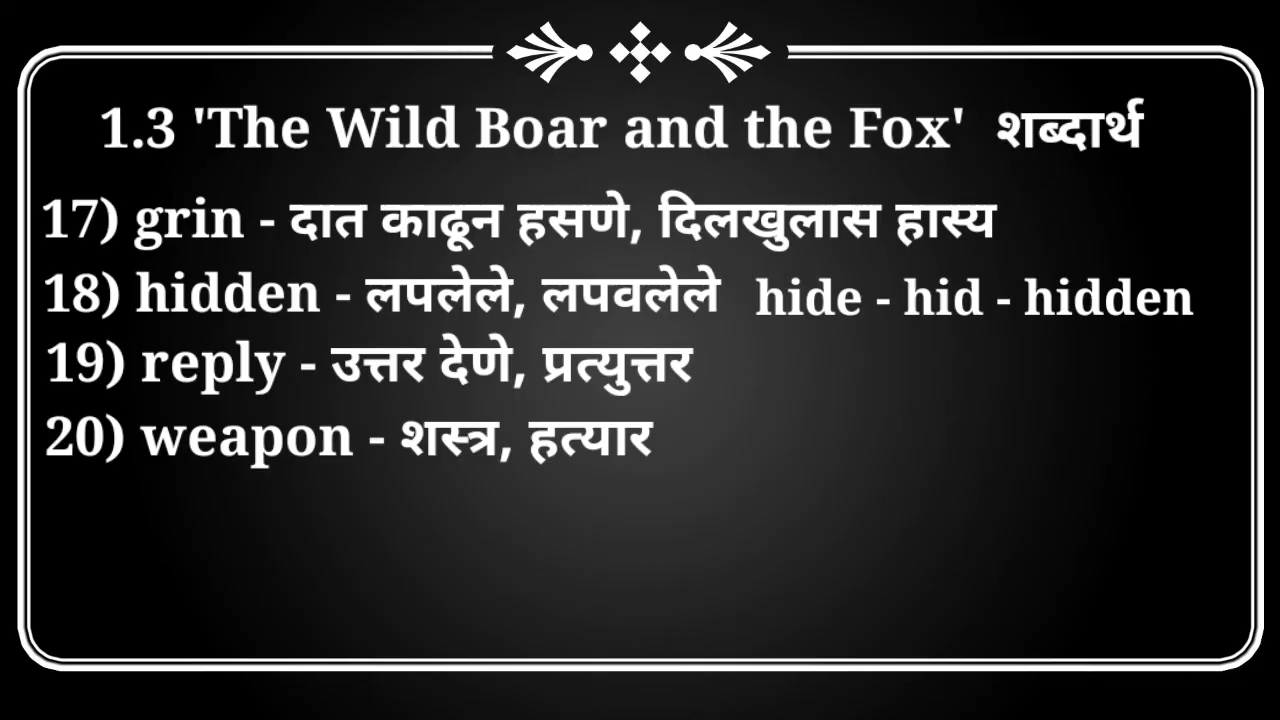 1.3 'The Wild Boar and the Fox' शब्दार्थ
17) grin - दात काढून हसणे, दिलखुलास हास्य
18) hidden - लपलेले, लपवलेले hide - hid - hidden
19) reply - उत्तर देणे, प्रत्युत्तर
20) weapon - शस्त्र, हत्यार